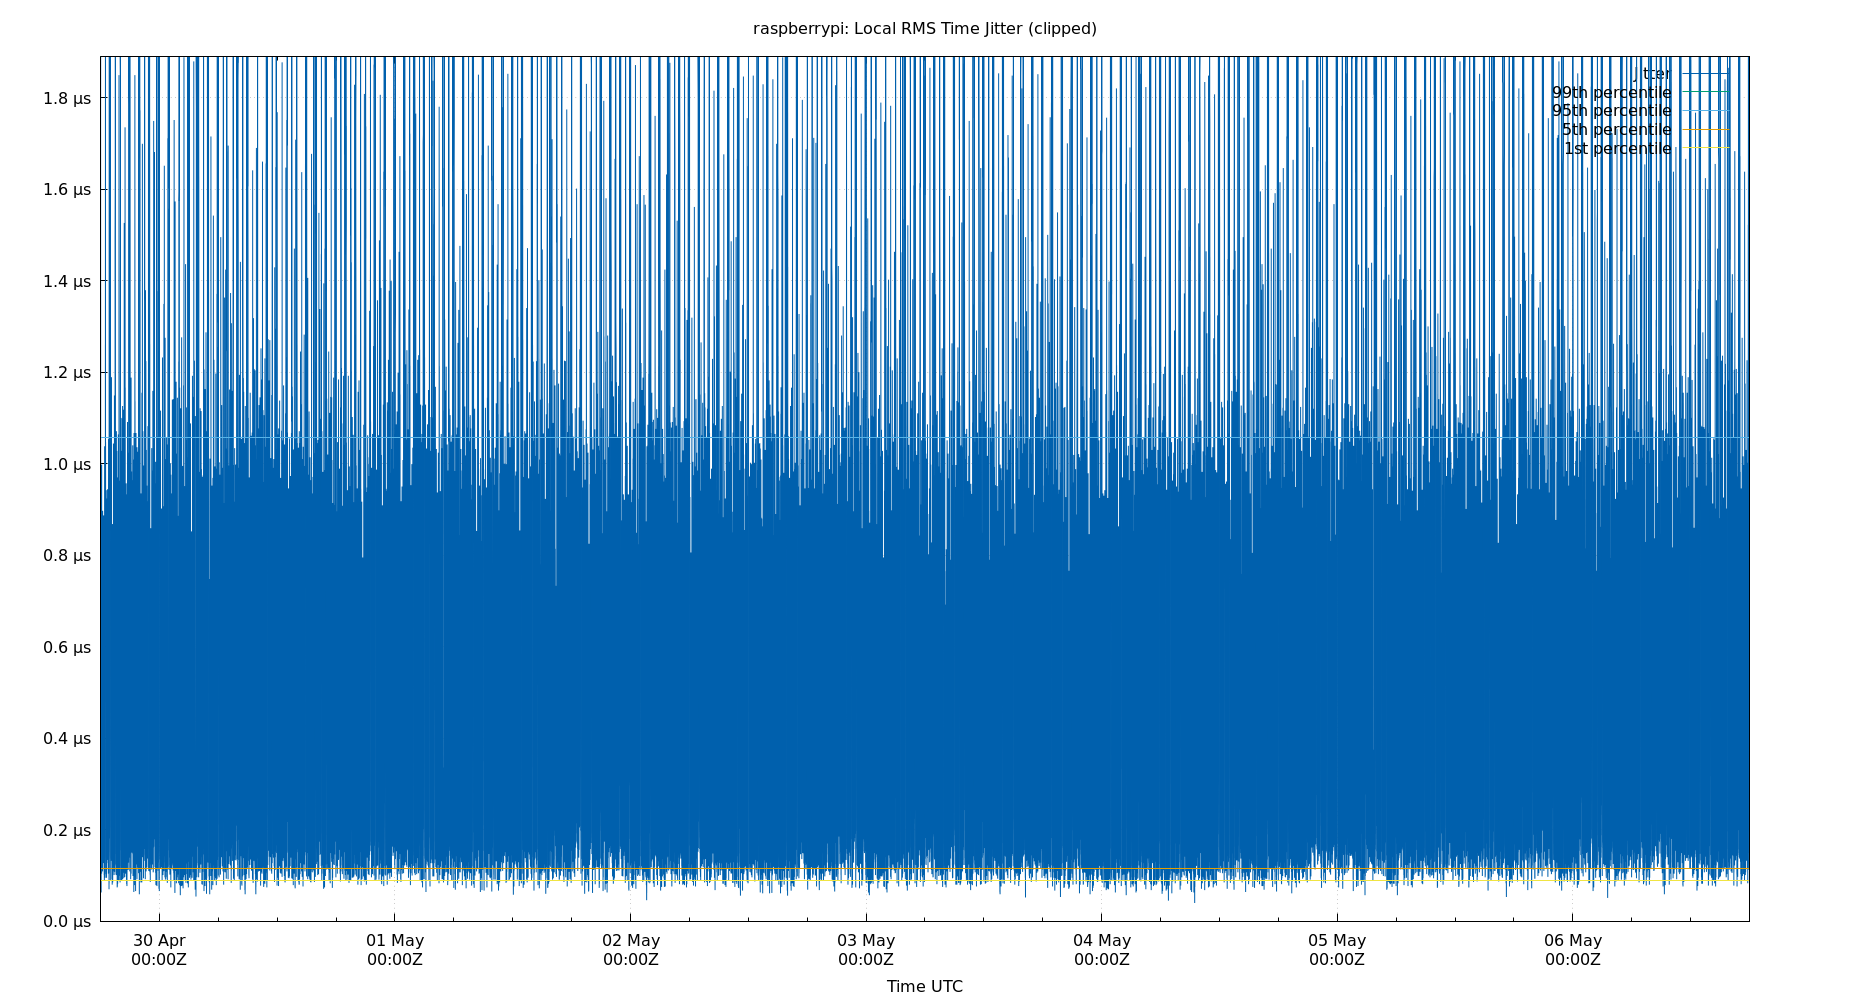 raspberrypi: Local RMS Time Jitter (clipped)
jitter
99th percentile
95th percentile
5th percentile
1st percentile
1.8 µs
1.6 µs
1.4 µs
1.2 µs
1.0 µs
0.8 µs
0.6 µs
0.4 µs
0.2 µs
0.0 µs
30 Apr 01 May 02 May 03 May 04 May 05 May 06 May
00:00Z 00:00Z 00:00Z 00:00Z 00:00Z 00:00Z 00:00Z
Time UTC